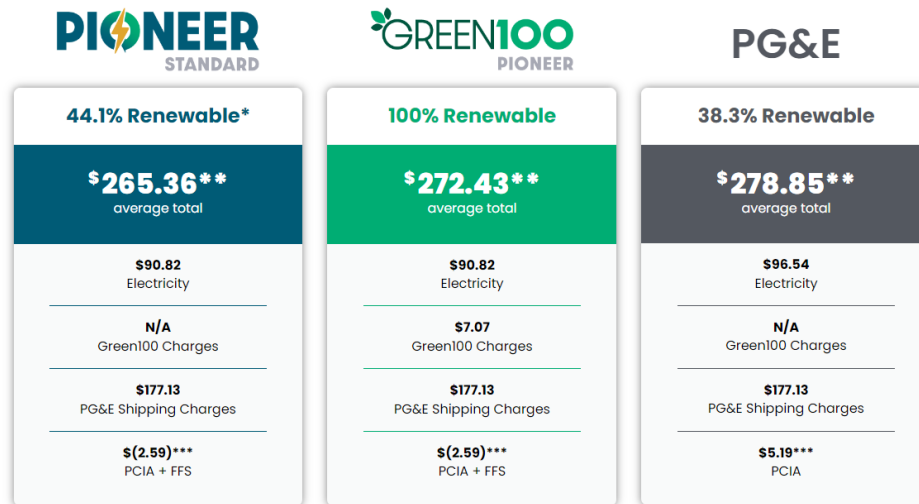 PIONEER
STANDARD
44.1% Renewable*
$265.36**
average total
$90.82
Electricity
N/A
Green100 Charges
$177.13
PG&E Shipping Charges
$(2.59)***
PCIA + FFS
GREEN100
PIONEER
100% Renewable
$272.43**
average total
$90.82
Electricity
$7.07
Green100 Charges
$177.13
PG&E Shipping Charges
$(2.59)***
PCIA + FFS
PG&E
38.3% Renewable
$278.85**
average total
$96.54
Electricity
N/A
Green100 Charges
$177.13
PG&E Shipping Charges
$5.19***
PCIA